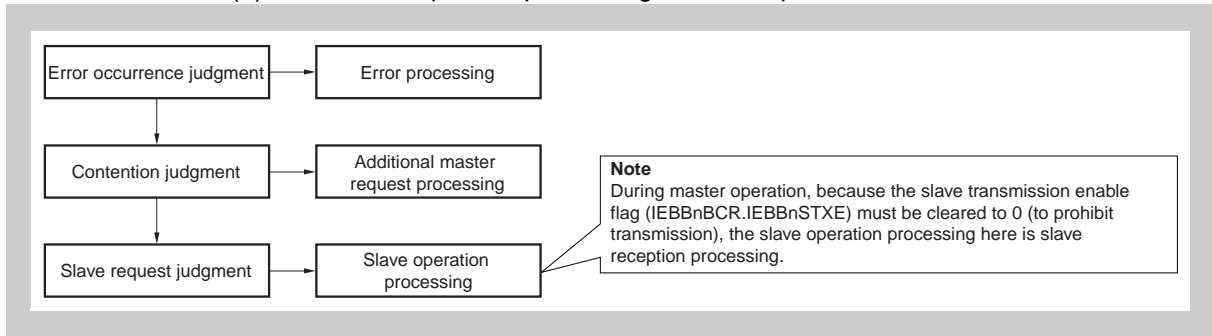 Error occurrence judgment
Error processing
Contention judgment
Additional master
request processing
Note
During master operation, because the slave transmission enable
flag (IEBBnBCR.IEBBnSTXE) must be cleared to 0 (to prohibit
transmission), the slave operation processing here is slave
reception processing.
Slave request judgment
Slave operation
processing